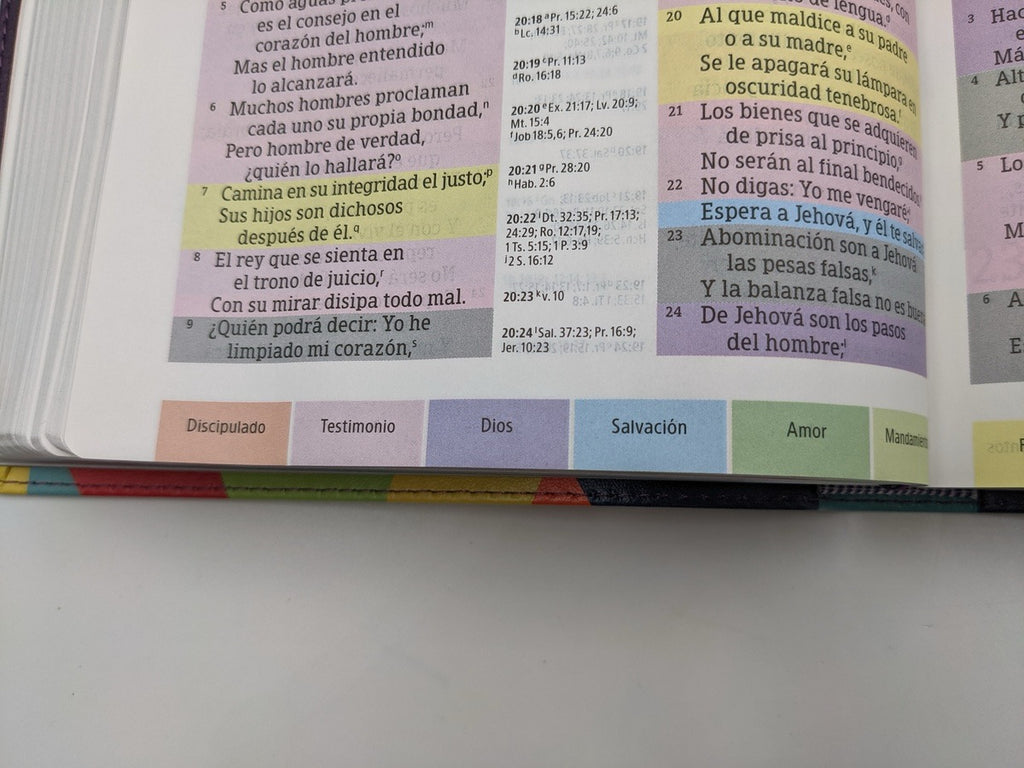 5 Como aguas
es el consejo en el
corazón del hombre;m
Mas el hombre entendido
lo alcanzará.
6 Muchos hombres proclaman
cada uno su propia bondad,n
Pero hombre de verdad,
¿quién lo hallará?o
7 Camina en su integridad el justo;p
Sus hijos son dichosos
después de él.q
8 El rey que se sienta en
el trono de juicio,r
Con su mirar disipa todo mal.
9 ¿Quién podrá decir: Yo he
limpiado mi corazón,s
20:18 a Pr. 15:22; 24:6
b Lc. 14:31
20:19 c Pr. 11:13
d Ro. 16:18
20:20 e Ex. 21:17; Lv. 20:9;
Mt. 15:4
f Job 18:5,6; Pr. 24:20
20:21 g Pr. 28:20
h Hab. 2:6
20:22 i Dt. 32:35; Pr. 17:13;
24:29; Ro. 12:17,19;
1 Ts. 5:15; 1 P. 3:9
j 2 S. 16:12
20:23 k v. 10
20:24 l Sal. 37:23; Pr. 16:9;
Jer. 10:23
de lengua.d
20 Al que maldice a su padre
o a su madre,e
Se le apagará su lámpara en
oscuridad tenebrosa.f
21 Los bienes que se adquieren
de prisa al principio,g
No serán al final bendecidos.h
22 No digas: Yo me vengaré;i
Espera a Jehová, y él te
23 Abominación son a Jehová
las pesas falsas,k
Y la balanza falsa no es
24 De Jehová son los pasos
del hombre;l
3
4
Y
5 Lo
6
Discipulado
Testimonio
Dios
Salvación
Amor